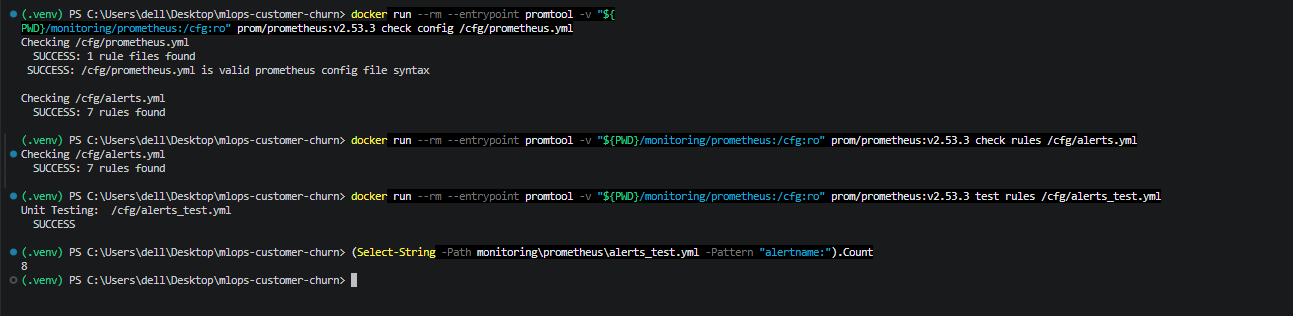 (.venv) PS C:\Users\dell\Desktop\mlops-customer-churn> docker run --rm --entrypoint promtool -v "${
PWD}/monitoring/prometheus:/cfg:ro" prom/prometheus:v2.53.3 check config /cfg/prometheus.yml
Checking /cfg/prometheus.yml
  SUCCESS: 1 rule files found
 SUCCESS: /cfg/prometheus.yml is valid prometheus config file syntax

Checking /cfg/alerts.yml
  SUCCESS: 7 rules found

(.venv) PS C:\Users\dell\Desktop\mlops-customer-churn> docker run --rm --entrypoint promtool -v "${PWD}/monitoring/prometheus:/cfg:ro" prom/prometheus:v2.53.3 check rules /cfg/alerts.yml
Checking /cfg/alerts.yml
  SUCCESS: 7 rules found

(.venv) PS C:\Users\dell\Desktop\mlops-customer-churn> docker run --rm --entrypoint promtool -v "${PWD}/monitoring/prometheus:/cfg:ro" prom/prometheus:v2.53.3 test rules /cfg/alerts_test.yml
Unit Testing:  /cfg/alerts_test.yml
  SUCCESS

(.venv) PS C:\Users\dell\Desktop\mlops-customer-churn> (Select-String -Path monitoring\prometheus\alerts_test.yml -Pattern "alertname:").Count
8
(.venv) PS C:\Users\dell\Desktop\mlops-customer-churn>